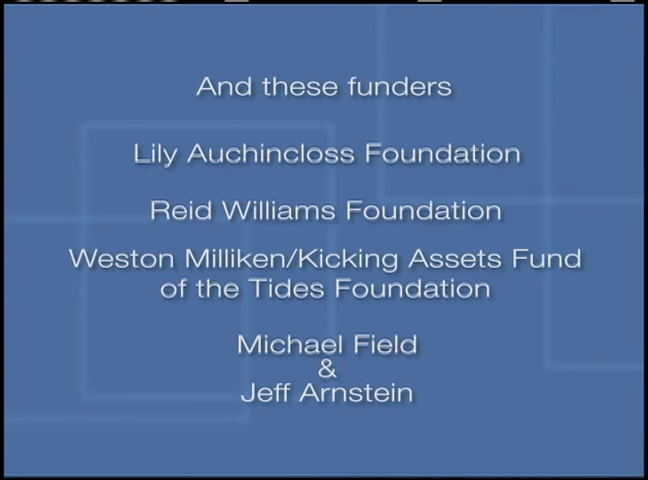 And these funders
Lily Auchincloss Foundation
Reid Williams Foundation
Weston Milliken/Kicking Assets Fund
of the Tides Foundation
Michael Field
&
Jeff Arnstein